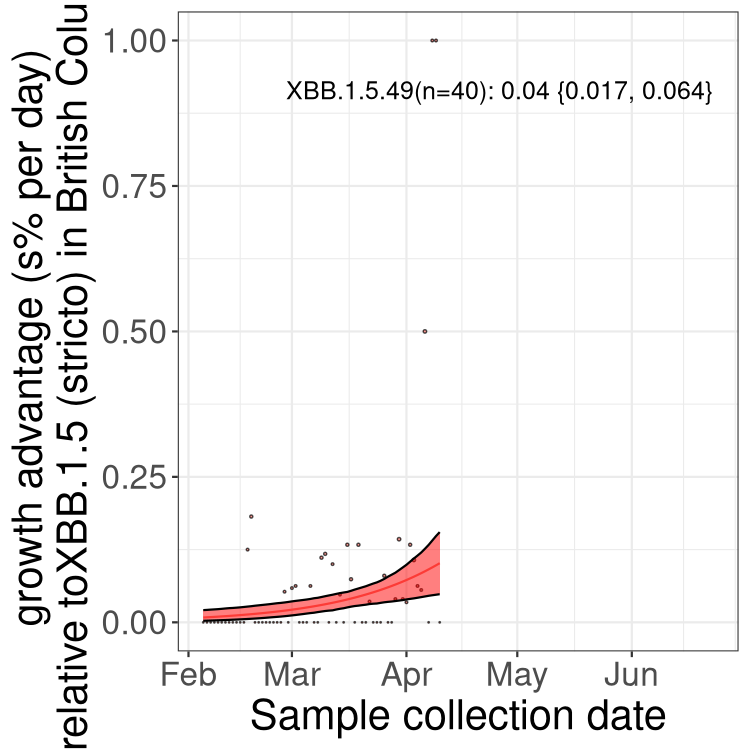 growth advantage (s% per day)
relative toXBB.1.5 (stricto) in British Colu
1.00
0.75
0.50
0.25
0.00
XBB.1.5.49(n=40): 0.04 {0.017, 0.064}
Feb Mar Apr May Jun
Sample collection date